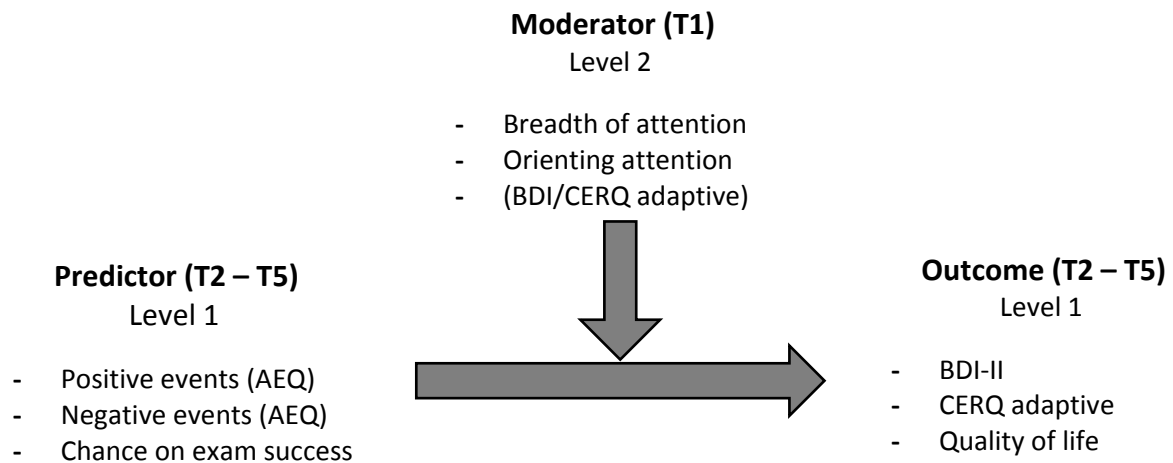 Moderator (T1)
Level 2
- Breadth of attention
- Orienting attention
- (BDI/CERQ adaptive)
Predictor (T2 – T5)
Level 1
- Positive events (AEQ)
- Negative events (AEQ)
- Chance on exam success
Outcome (T2 – T5)
Level 1
- BDI-II
- CERQ adaptive
- Quality of life